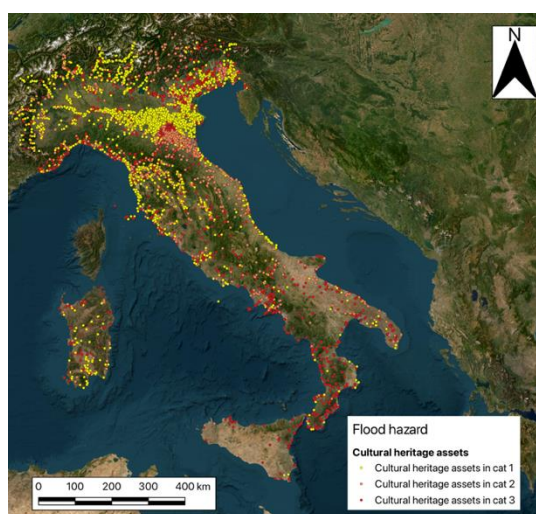 N
Flood hazard
Cultural heritage assets
Cultural heritage assets in cat 1
Cultural heritage assets in cat 2
Cultural heritage assets in cat 3
0 100 200 300 400 km